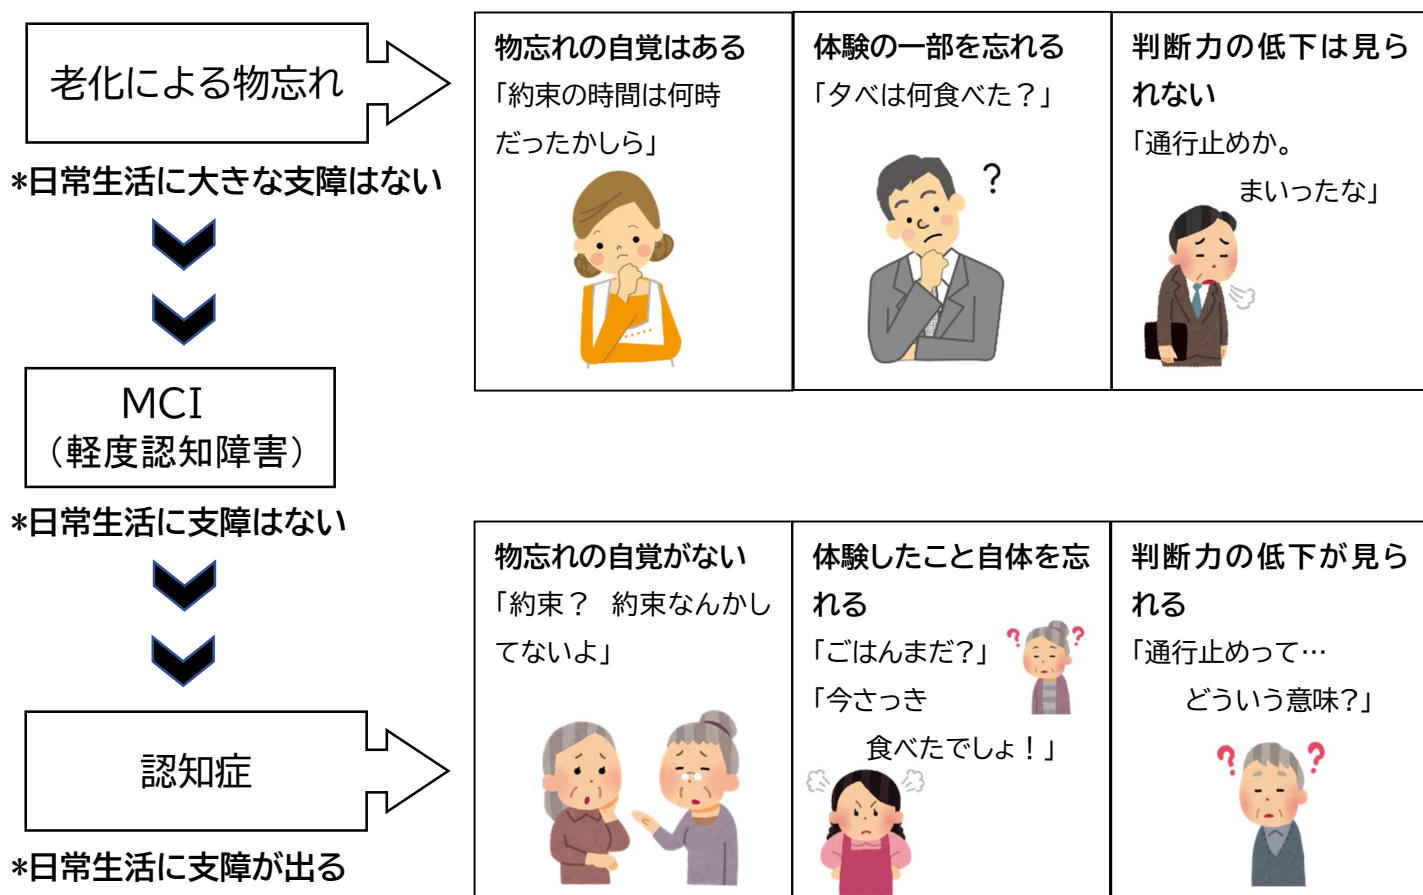 老化による物忘れ
*日常生活に大きな支障はない
物忘れの自覚はある
「約束の時間は何時
だったかしら」
体験の一部を忘れる
「夕べは何食べた？」
?
判断力の低下は見ら
れない
「通行止めか。
まいったな」
MCI
（軽度認知障害）
*日常生活に支障はない
認知症
*日常生活に支障が出る
物忘れの自覚がない
「約束？　約束なんかし
てないよ」
体験したこと自体を忘
れる
「ごはんまだ？」
? ?
「今さっき
食べたでしょ！」
判断力の低下が見ら
れる
「通行止めって…
どういう意味？」
? ?